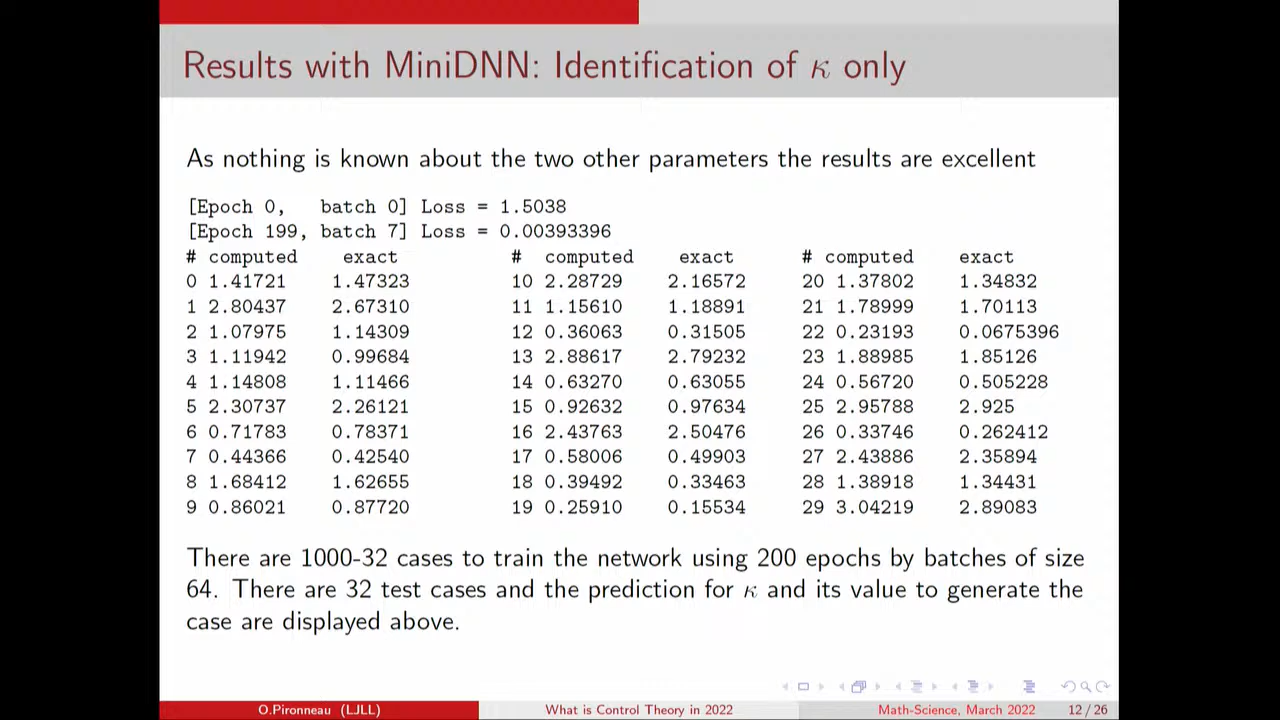 Results with MiniDNN: Identification of κ only
As nothing is known about the two other parameters the results are excellent
[Epoch 0,   batch 0] Loss = 1.5038
[Epoch 199, batch 7] Loss = 0.00393396
# computed exact # computed exact # computed exact
0 1.41721 1.47323 10 2.28729 2.16572 20 1.37802 1.34832
1 2.80437 2.67310 11 1.15610 1.18891 21 1.78999 1.70113
2 1.07975 1.14309 12 0.36063 0.31505 22 0.23193 0.0675396
3 1.11942 0.99684 13 2.88617 2.79232 23 1.88985 1.85126
4 1.14808 1.11466 14 0.63270 0.63055 24 0.56720 0.505228
5 2.30737 2.26121 15 0.92632 0.97634 25 2.95788 2.925
6 0.71783 0.78371 16 2.43763 2.50476 26 0.33746 0.262412
7 0.44366 0.42540 17 0.58006 0.49903 27 2.43886 2.35894
8 1.68412 1.62655 18 0.39492 0.33463 28 1.38918 1.34431
9 0.86021 0.87720 19 0.25910 0.15534 29 3.04219 2.89083
There are 1000-32 cases to train the network using 200 epochs by batches of size
64. There are 32 test cases and the prediction for κ and its value to generate the
case are displayed above.
O.Pironneau (LJLL) What is Control Theory in 2022 Math-Science, March 2022 12 / 26